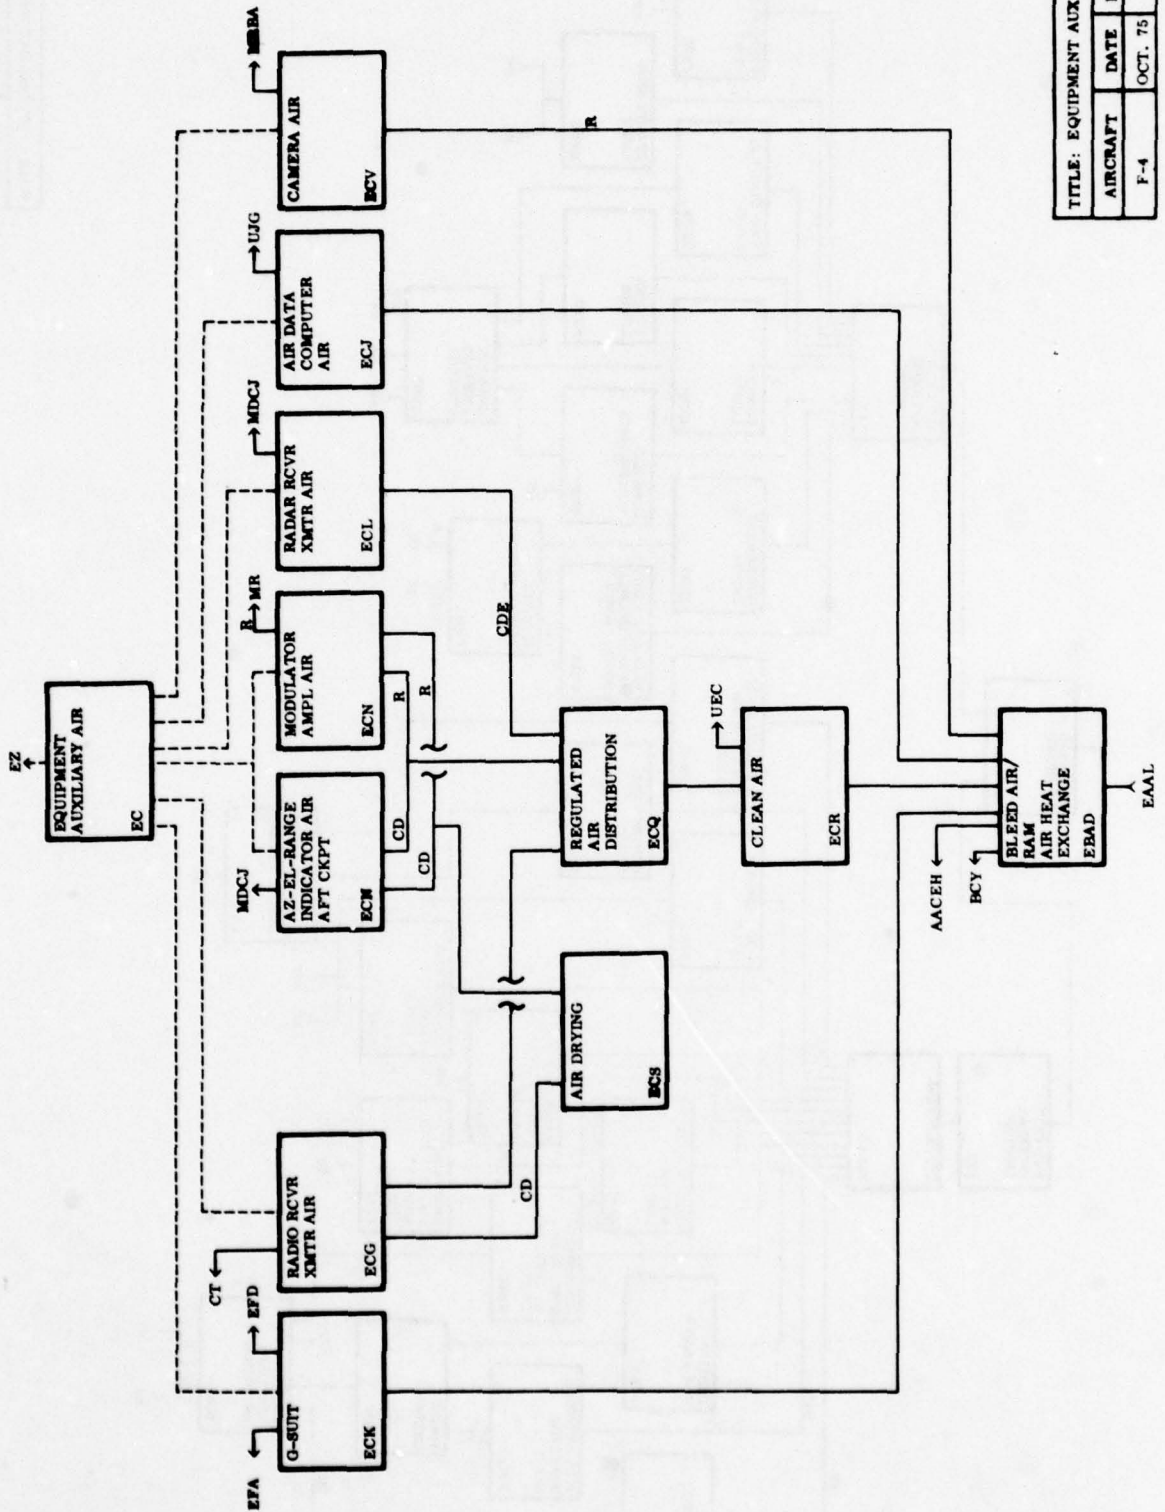 EZ
EQUIPMENT
AUXILIARY AIR
EC
EFA
EFD
G-SUIT
ECK
CT
RADIO RCVR
XMTR AIR
ECG
MDCJ
AZ-EL-RANGE
INDICATOR AIR
AFT CKPT
ECM
R
MR
MODULATOR
AMPL AIR
ECN
MDCJ
RADAR RCVR
XMTR AIR
ECL
UJG
AIR DATA
COMPUTER
AIR
ECJ
CAMERA AIR
ECV
CD
CD
R
R
CDE
R
CD
AIR DRYING
ECS
REGULATED
AIR
DISTRIBUTION
ECQ
UEC
CLEAN AIR
ECR
AACEH
BCY
BLEED AIR/
RAM
AIR HEAT
EXCHANGE
EBAD
EAAL
TITLE: EQUIPMENT AUX
AIRCRAFT DATE
F-4 OCT. 75